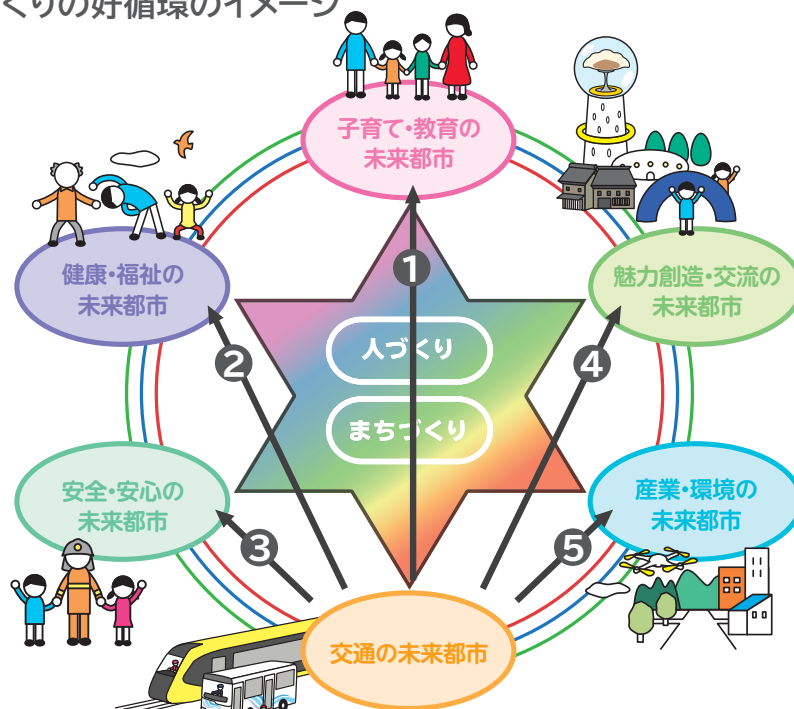 くりの好循環のイメージ
子育て・教育の
未来都市
健康・福祉の
未来都市
魅力創造・交流の
未来都市
1
2
4
人づくり
まちづくり
安全・安心の
未来都市
産業・環境の
未来都市
3
5
交通の未来都市